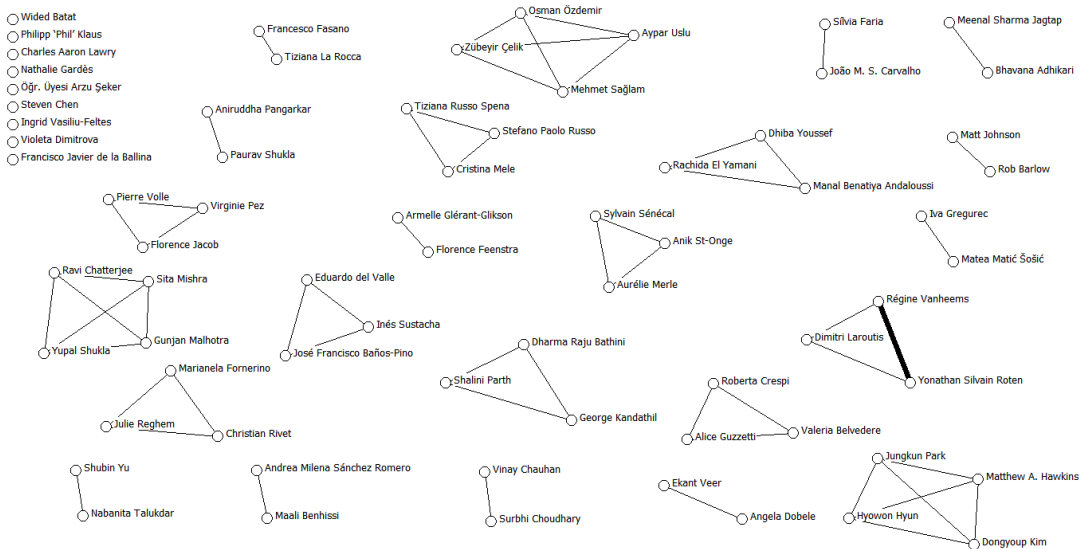 Wided Batat
Philipp 'Phil' Klaus
Charles Aaron Lawry
Nathalie Gardès
Öğr. Üyesi Arzu Şeker
Steven Chen
Ingrid Vasiliu-Feltes
Violeta Dimitrova
Francisco Javier de la Ballina
Francesco Fasano
Tiziana La Rocca
Osman Özdemir
Aypar Uslu
Zübeyir Çelik
Mehmet Sağlam
Sílvia Faria
João M. S. Carvalho
Meenal Sharma Jagtap
Bhavana Adhikari
Aniruddha Pangarkar
Paurav Shukla
Tiziana Russo Spena
Stefano Paolo Russo
Cristina Mele
Dhiba Youssef
Rachida El Yamani
Manal Benatiya Andaloussi
Matt Johnson
Rob Barlow
Pierre Volle
Virginie Pez
Florence Jacob
Armelle Glérant-Glikson
Florence Feenstra
Sylvain Sénécal
Anik St-Onge
Aurélie Merle
Iva Gregurec
Matea Matić Šošić
Ravi Chatterjee
Sita Mishra
Gunjan Malhotra
Yupal Shukla
Eduardo del Valle
Inés Sustacha
José Francisco Baños-Pino
Dharma Raju Bathini
Shalini Parth
George Kandathil
Régine Vanheems
Dimitri Laroutis
Yonathan Silvain Roten
Marianela Fornerino
Julie Reghem
Christian Rivet
Roberta Crespi
Alice Guzzetti
Valeria Belvedere
Shubin Yu
Nabanita Talukdar
Andrea Milena Sánchez Romero
Maali Benhissi
Vinay Chauhan
Surbhi Choudhary
Ekant Veer
Angela Dobele
Jungkun Park
Matthew A. Hawkins
Hyowon Hyun
Dongyoup Kim